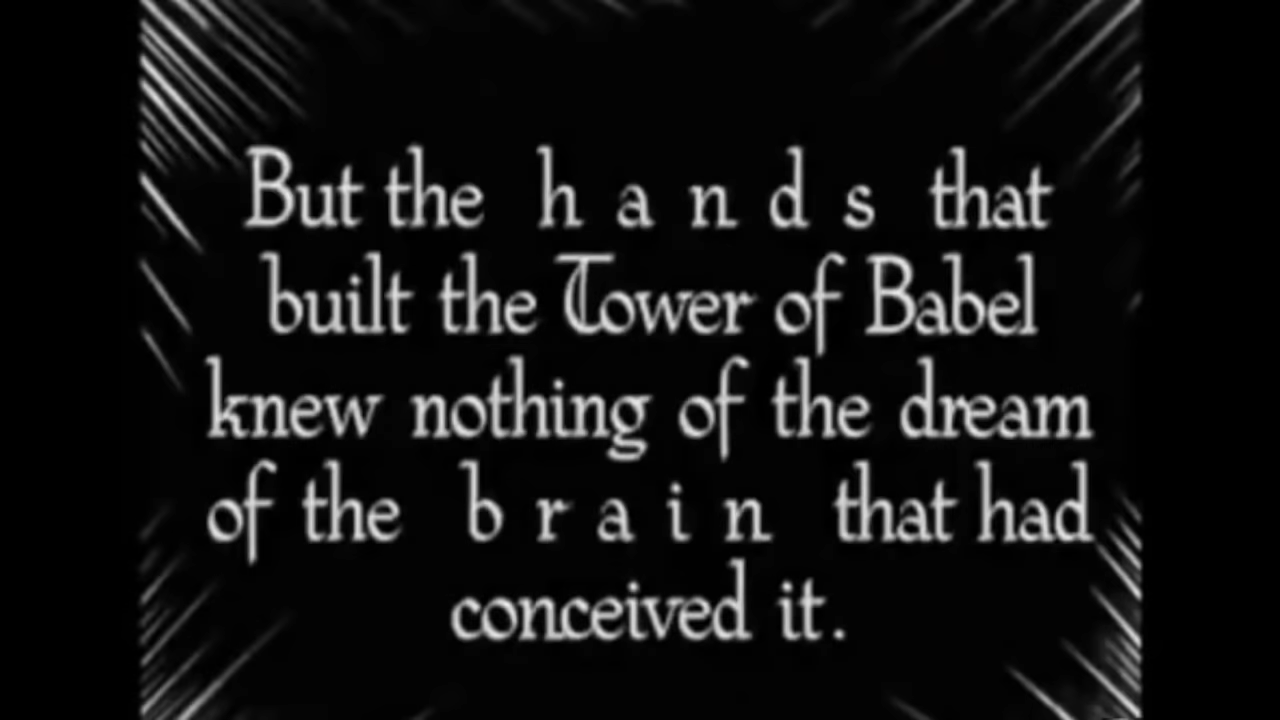 But the h a n d s that
built the Tower of Babel
knew nothing of the dream
of the b r a i n that had
conceived it.